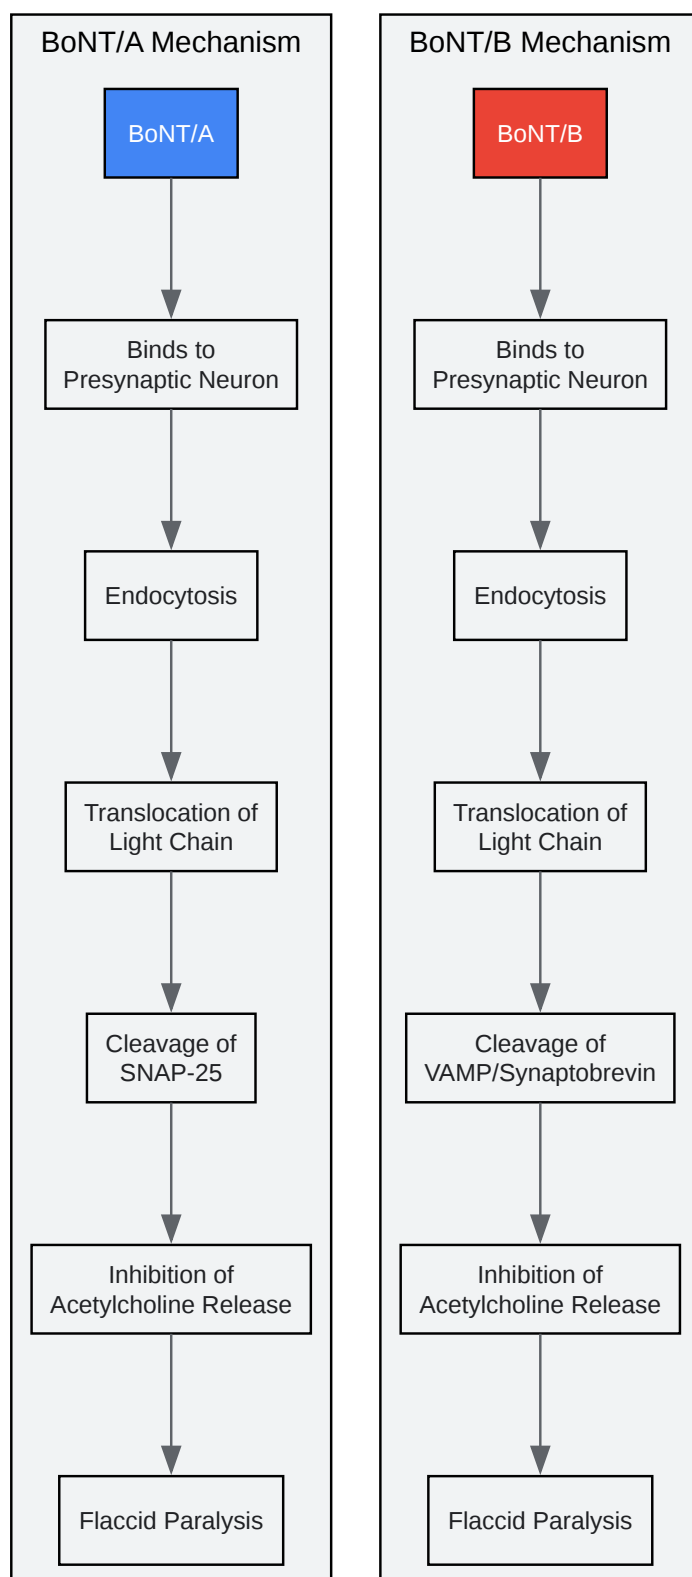 BoNT/A Mechanism
BoNT/A
Binds to
Presynaptic Neuron
Endocytosis
Translocation of
Light Chain
Cleavage of
SNAP-25
Inhibition of
Acetylcholine Release
Flaccid Paralysis
BoNT/B Mechanism
BoNT/B
Binds to
Presynaptic Neuron
Endocytosis
Translocation of
Light Chain
Cleavage of
VAMP/Synaptobrevin
Inhibition of
Acetylcholine Release
Flaccid Paralysis